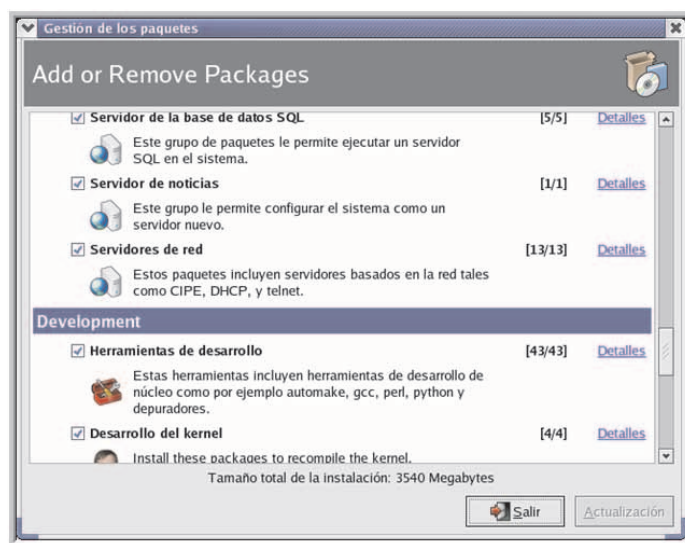 Gestión de los paquetes
Add or Remove Packages
Servidor de la base de datos SQL [5/5] Detalles
Este grupo de paquetes le permite ejecutar un servidor
SQL en el sistema.
Servidor de noticias [1/1] Detalles
Este grupo le permite configurar el sistema como un
servidor nuevo.
Servidores de red [13/13] Detalles
Estos paquetes incluyen servidores basados en la red tales
como CIPE, DHCP, y telnet.
Development
Herramientas de desarrollo [43/43] Detalles
Estas herramientas incluyen herramientas de desarrollo de
núcleo como por ejemplo automake, gcc, perl, python y
depuradores.
Desarrollo del kernel [4/4] Detalles
Install these packages to recompile the kernel.
Tamaño total de la instalación: 3540 Megabytes
Salir Actualización